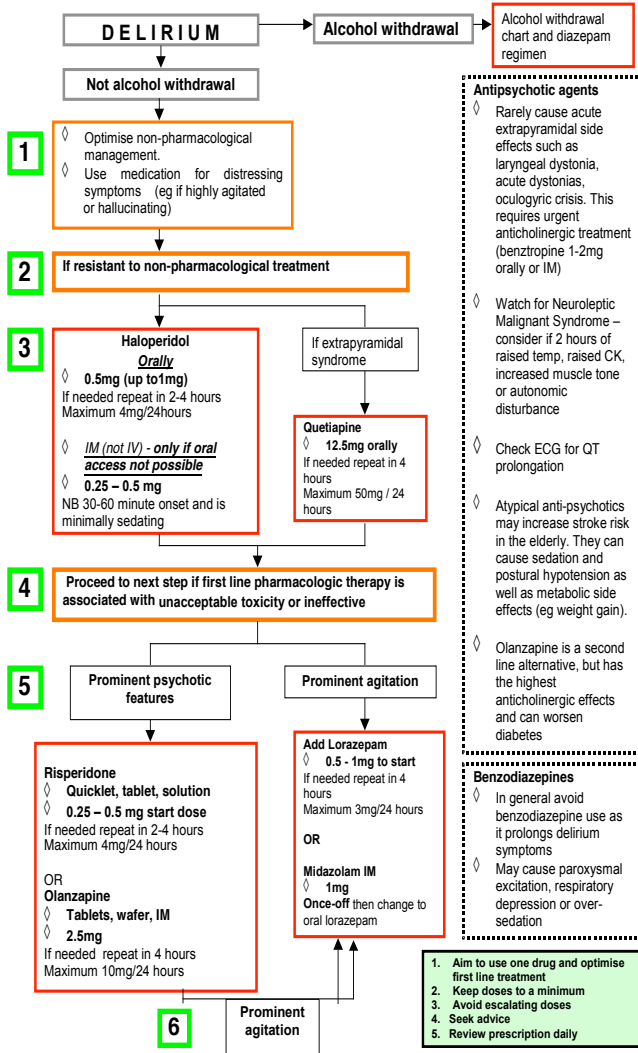 DELIRIUM
Alcohol withdrawal
Alcohol withdrawal
chart and diazepam
regimen
Not alcohol withdrawal
1
◊ Optimise non-pharmacological
management.
◊ Use medication for distressing
symptoms (eg if highly agitated
or hallucinating)
2
If resistant to non-pharmacological treatment
3
Haloperidol
Orally
◊ 0.5mg (up to1mg)
If needed repeat in 2-4 hours
Maximum 4mg/24hours
◊ IM (not IV) - only if oral
access not possible
◊ 0.25 – 0.5 mg
NB 30-60 minute onset and is
minimally sedating
If extrapyramidal
syndrome
Quetiapine
◊ 12.5mg orally
If needed repeat in 4
hours
Maximum 50mg / 24
hours
4
Proceed to next step if first line pharmacologic therapy is
associated with unacceptable toxicity or ineffective
5
Prominent psychotic
features
Prominent agitation
Risperidone
◊ Quicklet, tablet, solution
◊ 0.25 – 0.5 mg start dose
If needed repeat in 2-4 hours
Maximum 4mg/24 hours
OR
Olanzapine
◊ Tablets, wafer, IM
◊ 2.5mg
If needed repeat in 4 hours
Maximum 10mg/24 hours
Add Lorazepam
◊ 0.5 - 1mg to start
If needed repeat in 4
hours
Maximum 3mg/24 hours
OR
Midazolam IM
◊ 1mg
Once-off then change to
oral lorazepam
6
Prominent
agitation
Antipsychotic agents
◊ Rarely cause acute
extrapyramidal side
effects such as
laryngeal dystonia,
acute dystonias,
oculogyric crisis. This
requires urgent
anticholinergic treatment
(benztropine 1-2mg
orally or IM)
◊ Watch for Neuroleptic
Malignant Syndrome –
consider if 2 hours of
raised temp, raised CK,
increased muscle tone
or autonomic
disturbance
◊ Check ECG for QT
prolongation
◊ Atypical anti-psychotics
may increase stroke risk
in the elderly. They can
cause sedation and
postural hypotension as
well as metabolic side
effects (eg weight gain).
◊ Olanzapine is a second
line alternative, but has
the highest
anticholinergic effects
and can worsen
diabetes
Benzodiazepines
◊ In general avoid
benzodiazepine use as
it prolongs delirium
symptoms
◊ May cause paroxysmal
excitation, respiratory
depression or over-
sedation
1. Aim to use one drug and optimise
first line treatment
2. Keep doses to a minimum
3. Avoid escalating doses
4. Seek advice
5. Review prescription daily